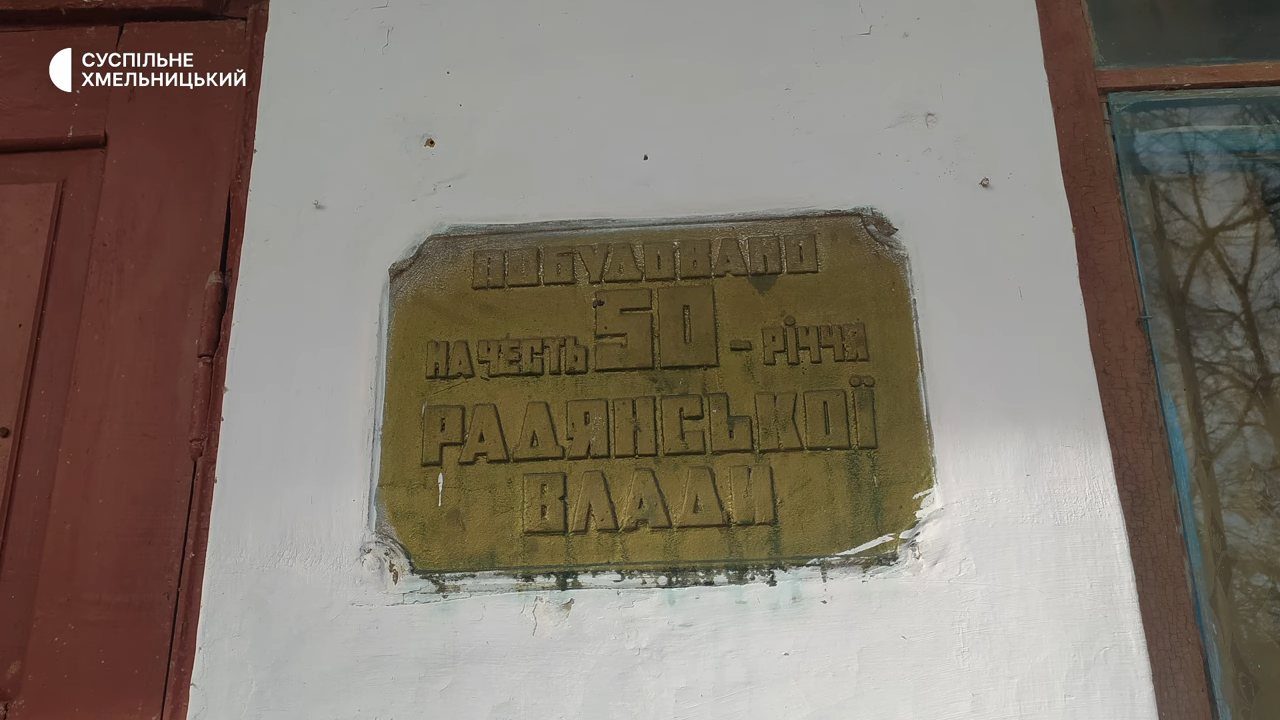 СУСПІЛЬНЕ
ХМЕЛЬНИЦЬКИЙ
ПОБУДОВАНО
НА ЧЕСТЬ 50-РІЧЧЯ
РАДЯНСЬКОЇ
ВЛАДИ